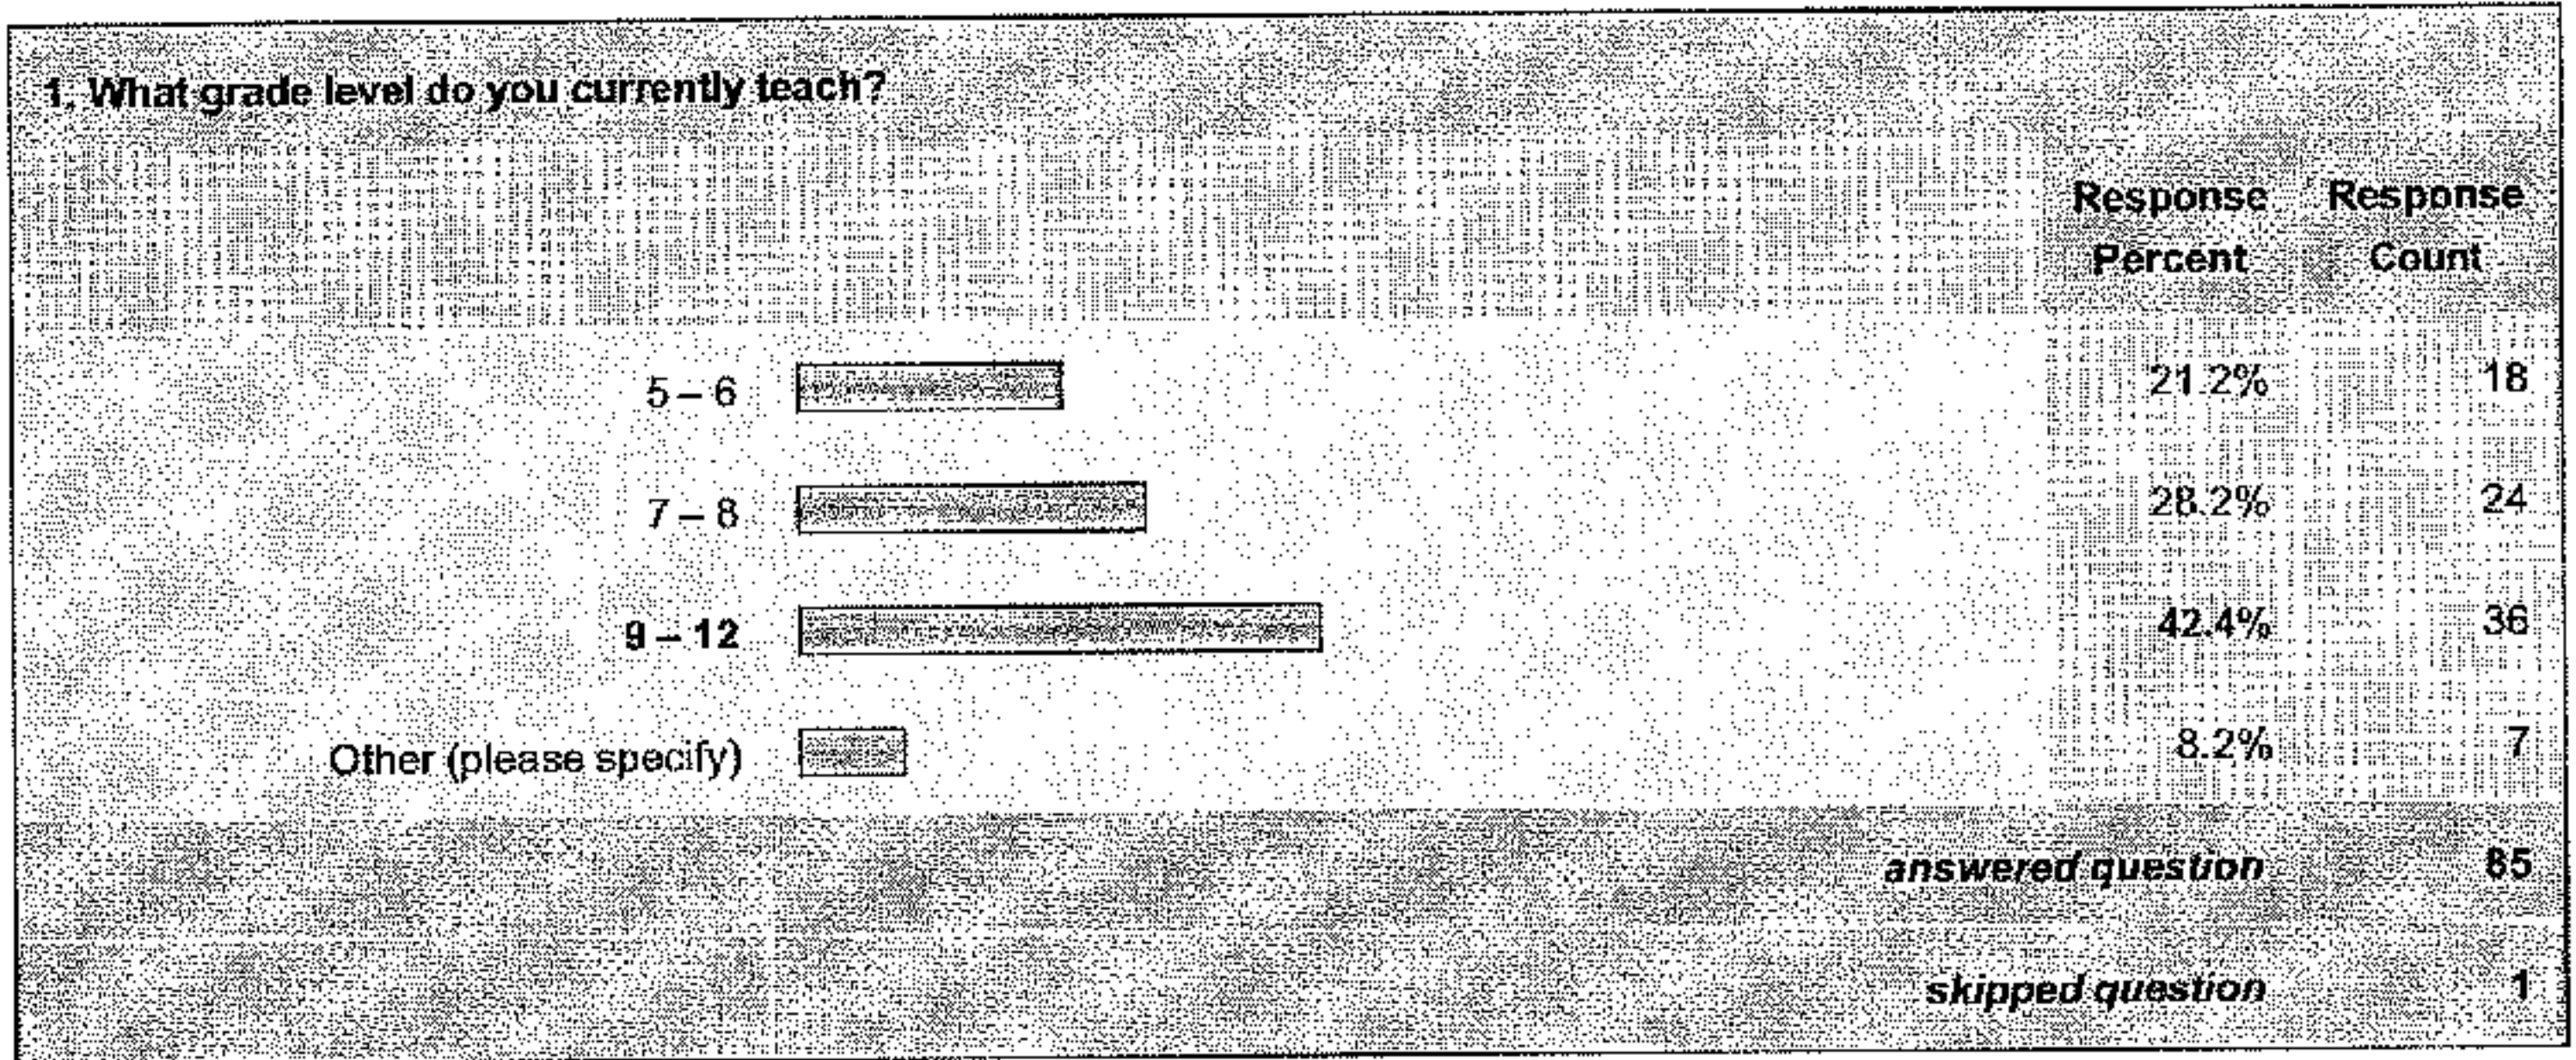 1. What grade level do you currently teach?
Response Percent Response Count
5 – 6 21.2% 18
7 – 8 28.2% 24
9 – 12 42.4% 36
Other (please specify) 8.2% 7
answered question 85
skipped question 1